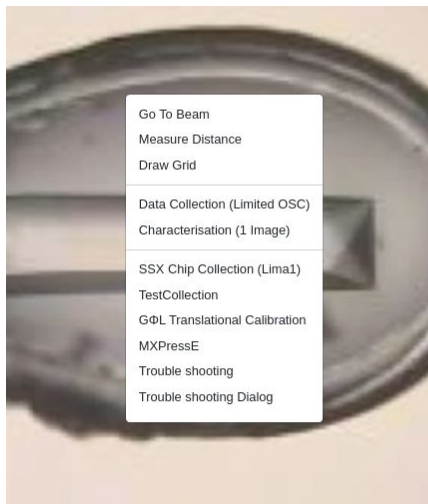 Go To Beam
Measure Distance
Draw Grid
Data Collection (Limited OSC)
Characterisation (1 Image)
SSX Chip Collection (Lima1)
TestCollection
GΦL Translational Calibration
MXPressE
Trouble shooting
Trouble shooting Dialog